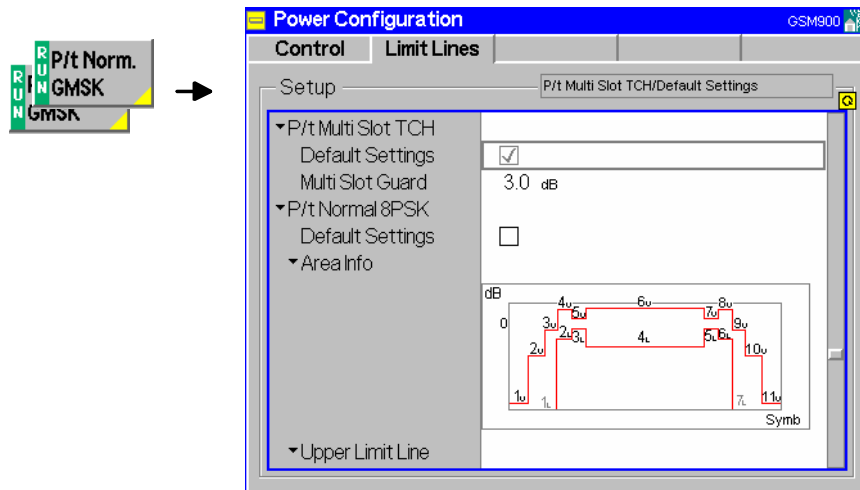 Power Configuration GSM900
Control Limit Lines
RUN P/t Norm.
GMSK
RUN
GMSK
Setup P/t Multi Slot TCH/Default Settings
P/t Multi Slot TCH
Default Settings
Multi Slot Guard 3.0 dB
P/t Normal 8PSK
Default Settings
Area Info
dB
4U 6U 8U
5U 7U
0 3U 2U 3L 4L 5L 6L 9U
2U 10U
1U 1L 7L 11U
Symb
Upper Limit Line